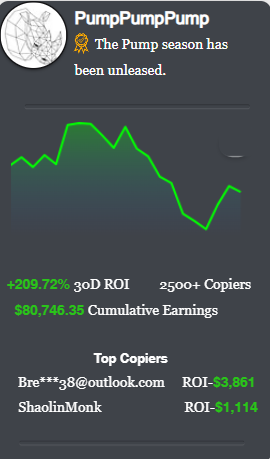 PumpPumpPump
The Pump season has
been unleased.
+209.72% 30D ROI 2500+ Copiers
$80,746.35 Cumulative Earnings
Top Copiers
Bre***38@outlook.com ROI-$3,861
ShaolinMonk ROI-$1,114